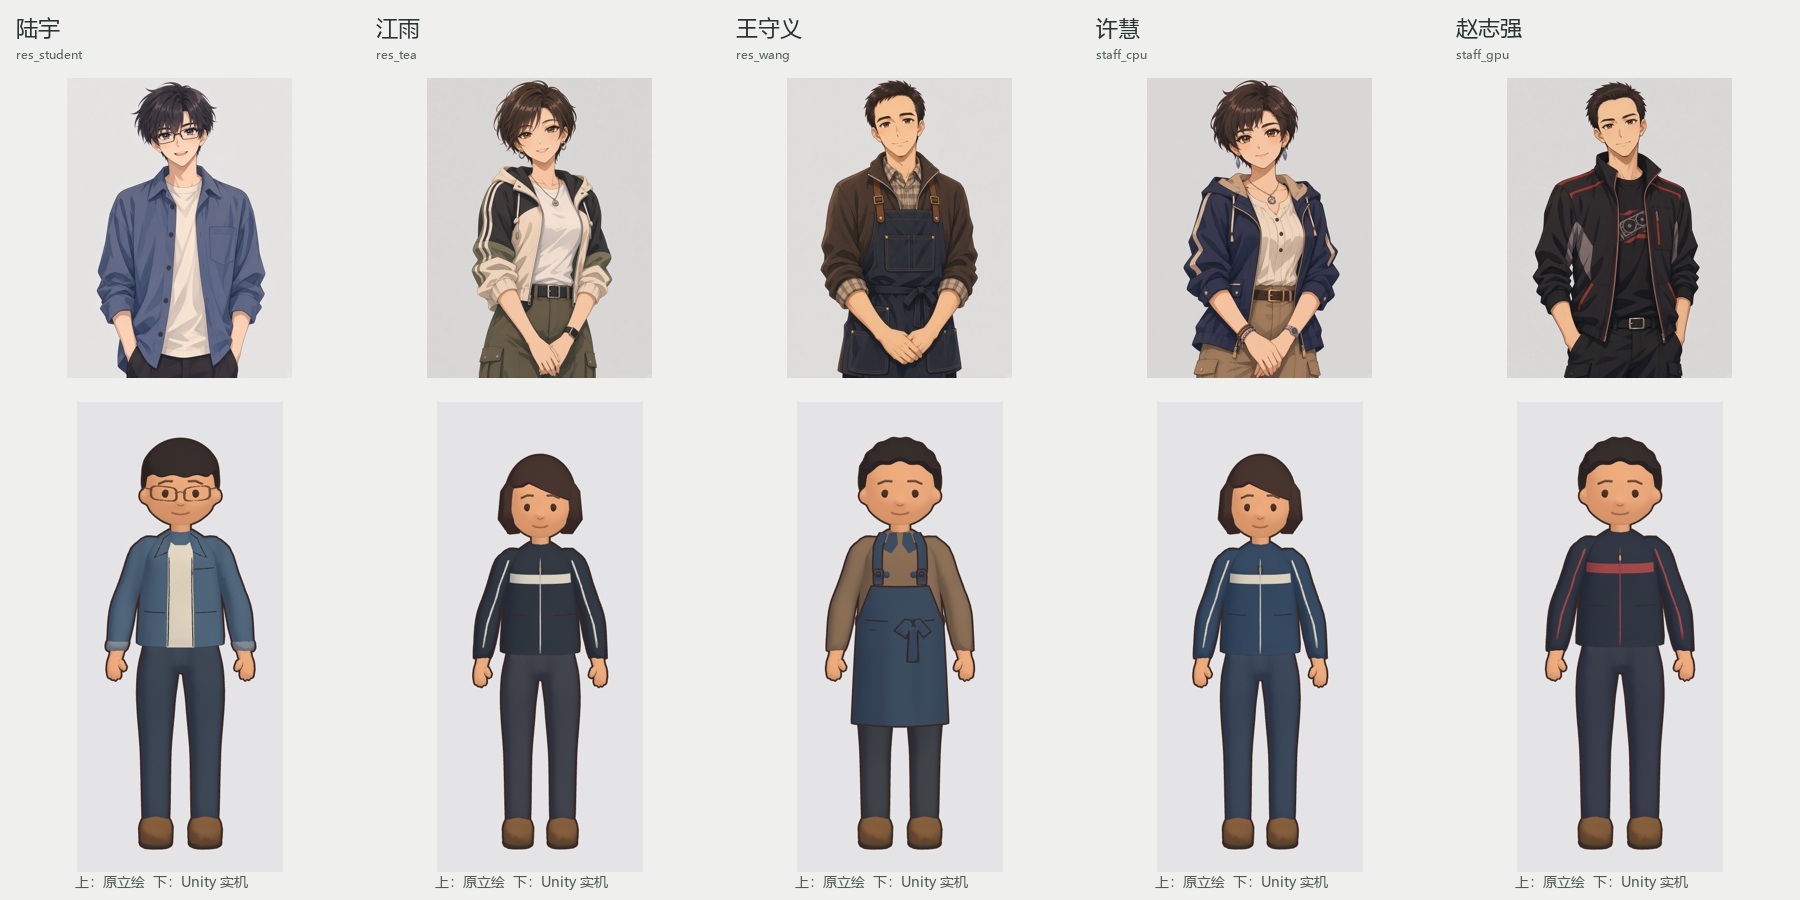 陆宇
res_student
江雨
res_tea
王守义
res_wang
许慧
staff_cpu
赵志强
staff_gpu
上：原立绘 下：Unity 实机
上：原立绘 下：Unity 实机
上：原立绘 下：Unity 实机
上：原立绘 下：Unity 实机
上：原立绘 下：Unity 实机